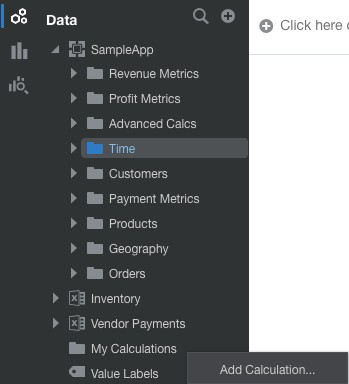 Data
Click here
SampleApp
Revenue Metrics
Profit Metrics
Advanced Calcs
Time
Customers
Payment Metrics
Products
Geography
Orders
Inventory
Vendor Payments
My Calculations
Value Labels
Add Calculation...